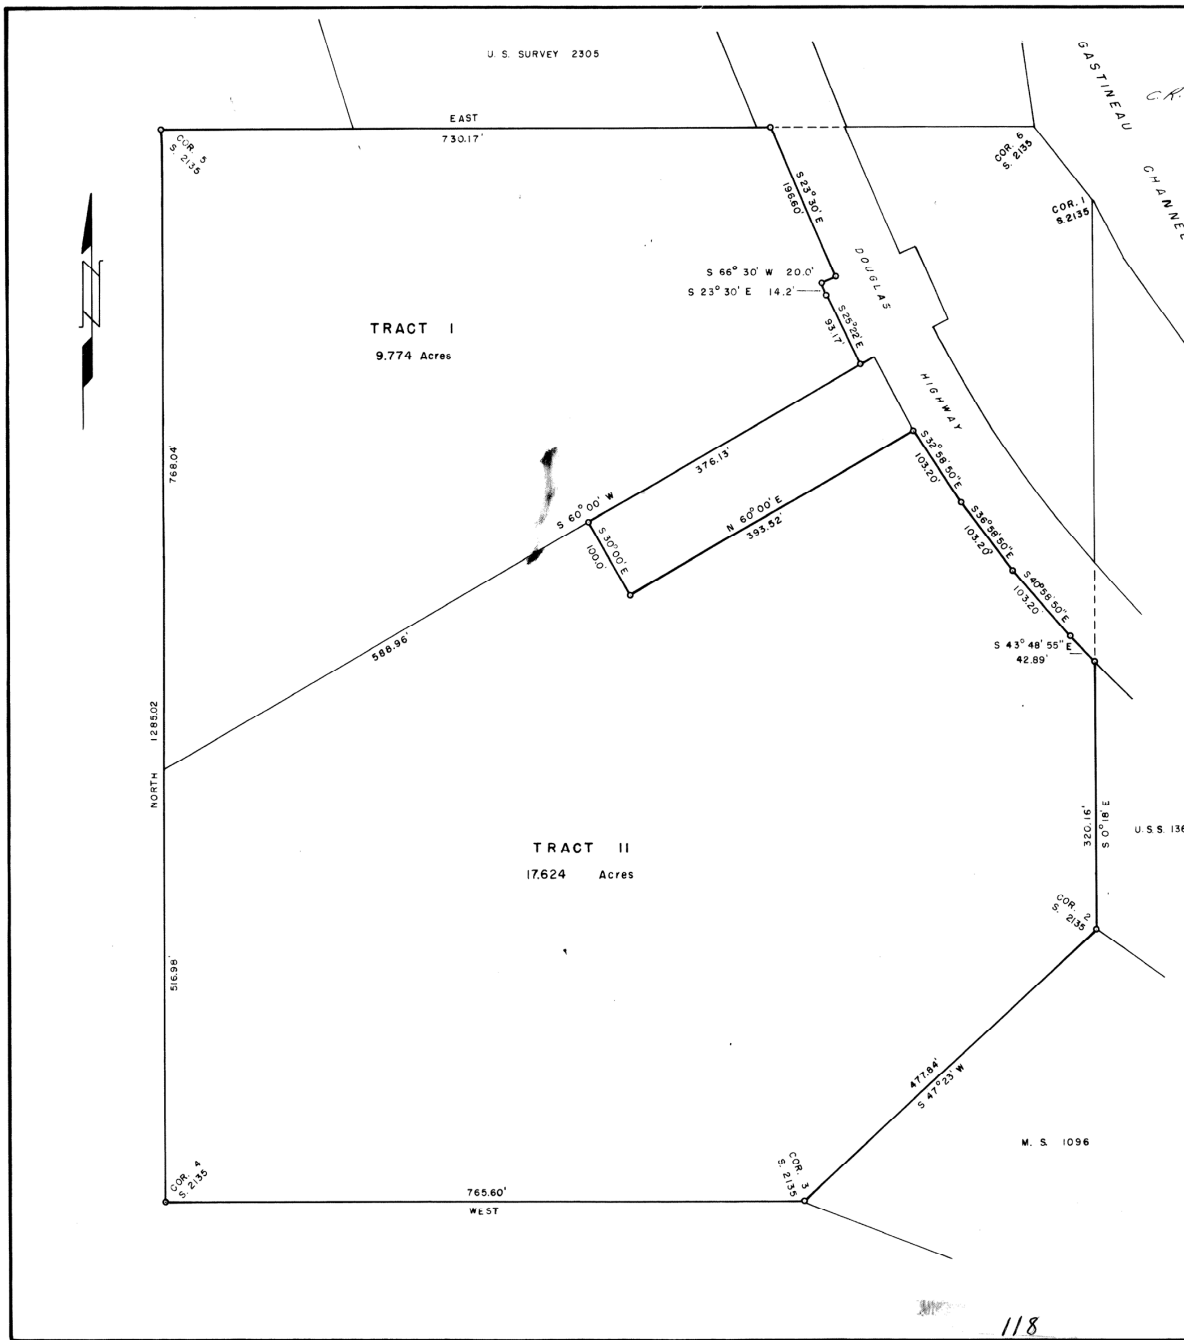 U. S. SURVEY 2305
GASTINEAU
CHANNEL
C.R.
EAST
730.17'
COR. 5
S. 2135
COR. 6
S. 2135
COR. 1
S. 2135
S 23° 30' E
196.60'
S 66° 30' W 20.0'
S 23° 30' E 14.2'
DOUGLAS
HIGHWAY
S 25° 22' E
93.17'
TRACT I
9.774 Acres
768.04'
376.13'
S 60° 00' W
S 30° 00' E
100.0'
N 60° 00' E
393.52'
S 32° 58' 50" E
103.20'
S 36° 58' 50" E
103.20'
S 40° 58' 50" E
103.20'
S 43° 48' 55" E
42.89'
588.96'
NORTH 1285.02
320.16'
S 0° 18' E
U.S.S. 136
TRACT II
17.624 Acres
COR. 2
S. 2135
516.98'
477.84'
S 47° 23' W
M. S. 1096
COR. 4
S. 2135
COR. 3
S. 2135
765.60'
WEST
118